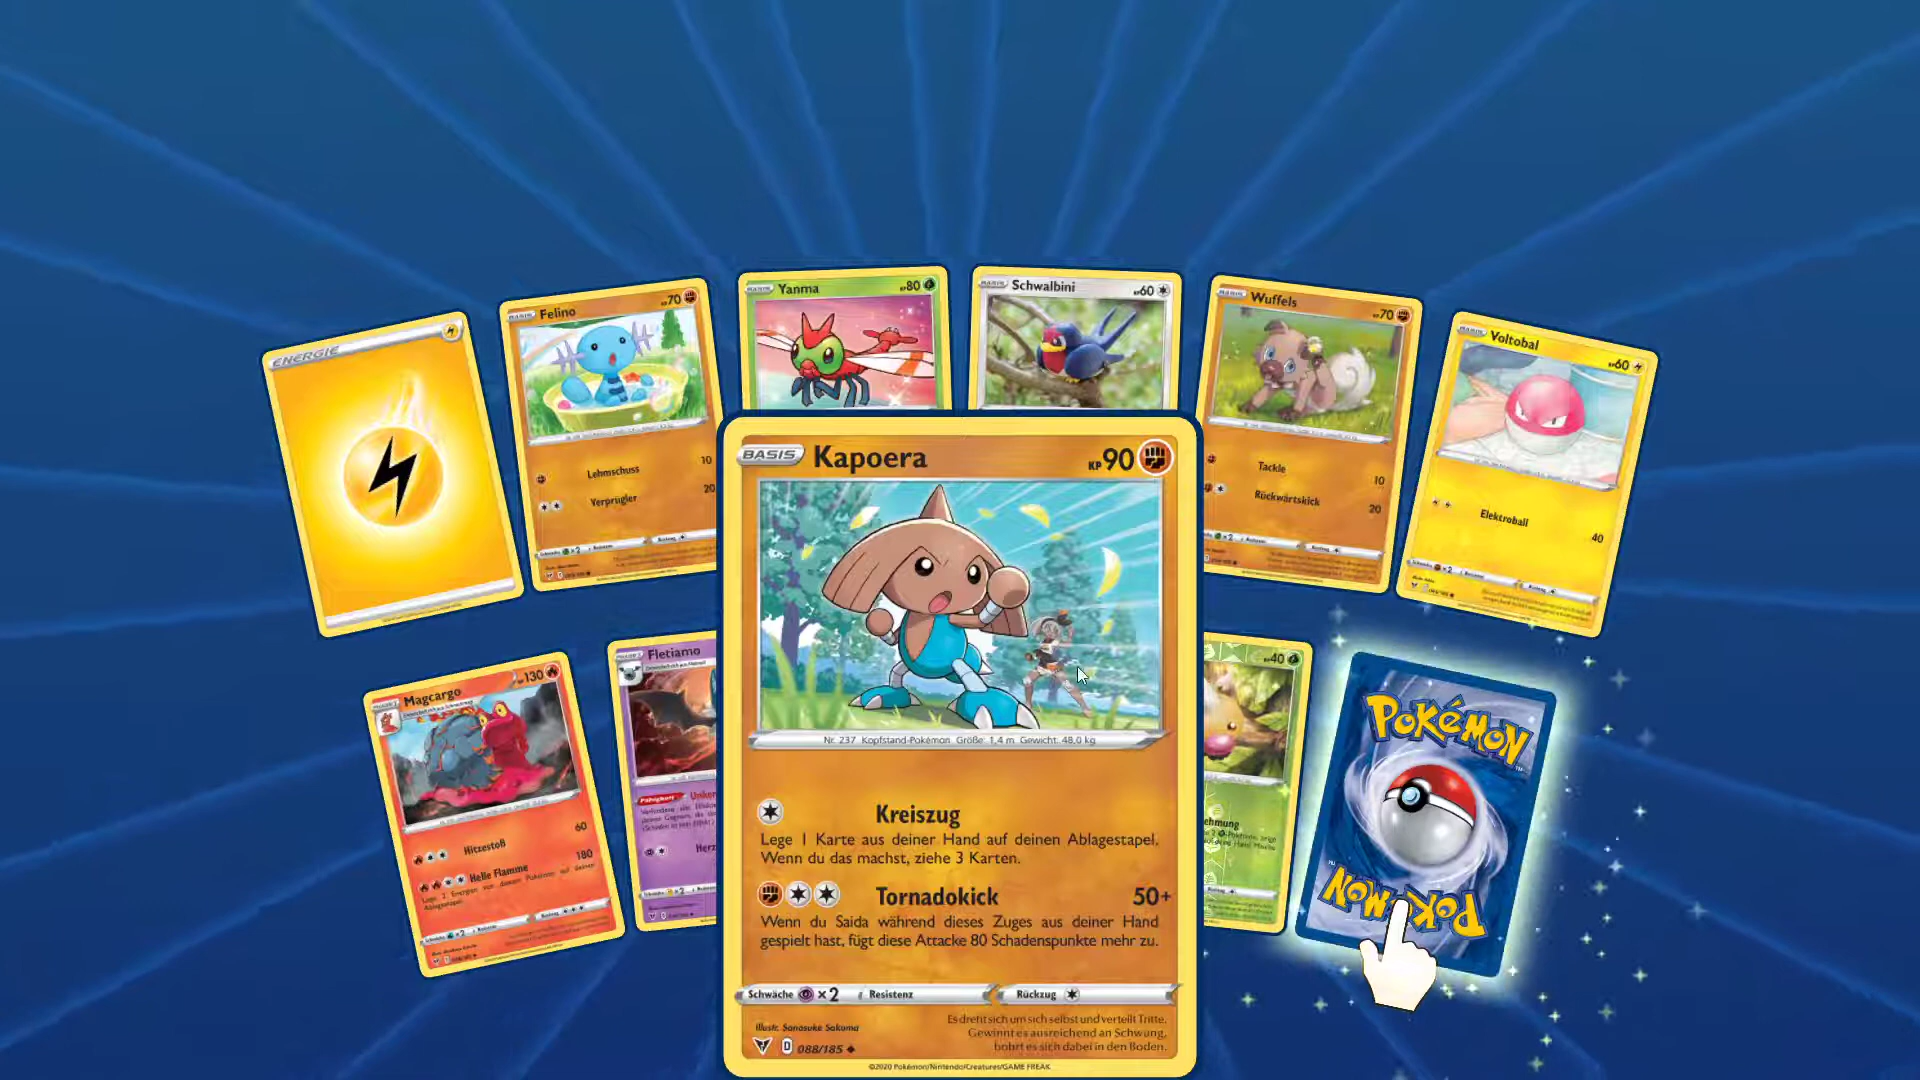 ENERGIE
BASIS Felino KP70
Lehmschuss 10
Verprügler 20
BASIS Yanma KP80
BASIS Schwalbini KP60
BASIS Wuffels KP70
Tackle 10
Rückwärtskick 20
BASIS Voltobal KP60
Elektroball 40
Magcargo KP130
Hitzestoß 60
Helle Flamme 180
Fletiamo
Fähigkeit
BASIS Kapoera KP90
Nr. 237 Kopfstand-Pokémon Größe: 1,4 m Gewicht: 48,0 kg
Kreiszug
Lege 1 Karte aus deiner Hand auf deinen Ablagestapel.
Wenn du das machst, ziehe 3 Karten.
Tornadokick 50+
Wenn du Saida während dieses Zuges aus deiner Hand
gespielt hast, fügt diese Attacke 80 Schadenspunkte mehr zu.
Schwäche ×2 Resistenz Rückzug
Illustr. Sanosuke Sakuma
D 088/185
Es dreht sich um sich selbst und verteilt Tritte.
Gewinnt es ausreichend an Schwung,
bohrt es sich dabei in den Boden.
©2020 Pokémon/Nintendo/Creatures/GAME FREAK
KP40
POKéMON
POKéMON